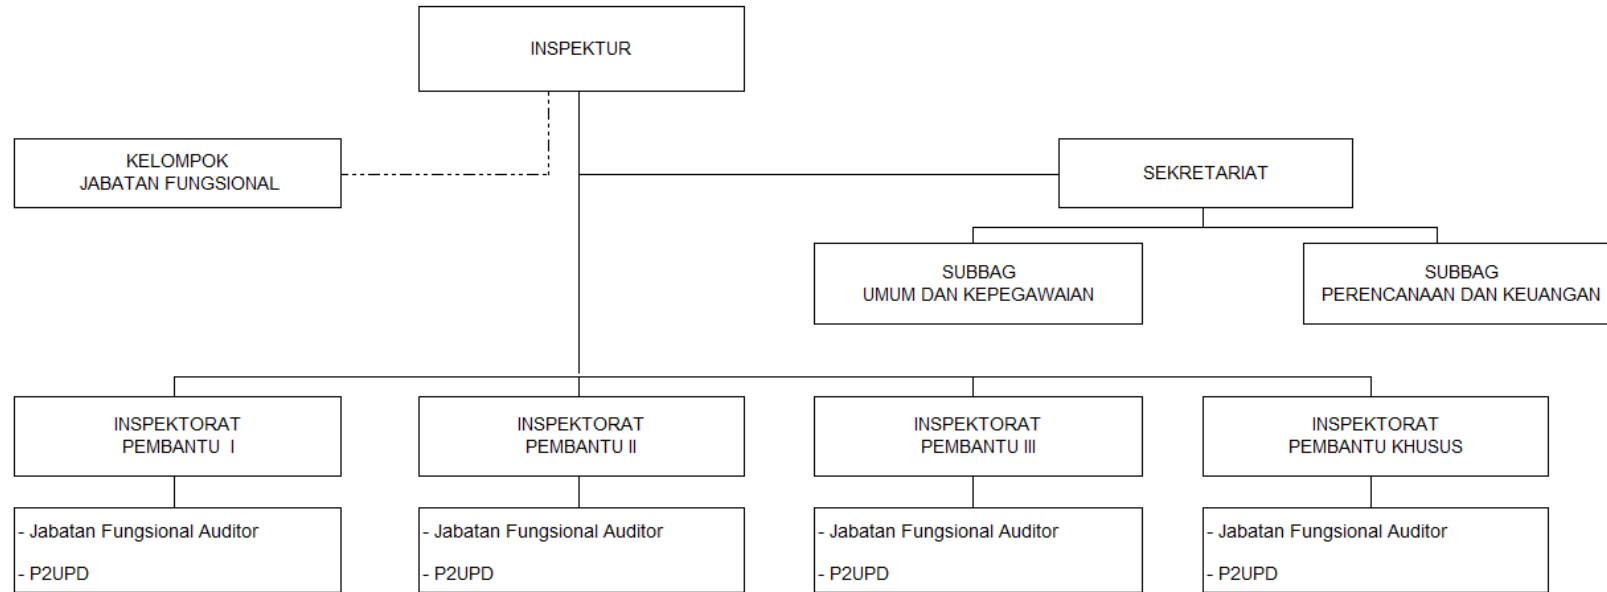 INSPEKTUR
KELOMPOK
JABATAN FUNGSIONAL
SEKRETARIAT
SUBBAG
UMUM DAN KEPEGAWAIAN
SUBBAG
PERENCANAAN DAN KEUANGAN
INSPEKTORAT
PEMBANTU I
INSPEKTORAT
PEMBANTU II
INSPEKTORAT
PEMBANTU III
INSPEKTORAT
PEMBANTU KHUSUS
- Jabatan Fungsional Auditor
- P2UPD
- Jabatan Fungsional Auditor
- P2UPD
- Jabatan Fungsional Auditor
- P2UPD
- Jabatan Fungsional Auditor
- P2UPD